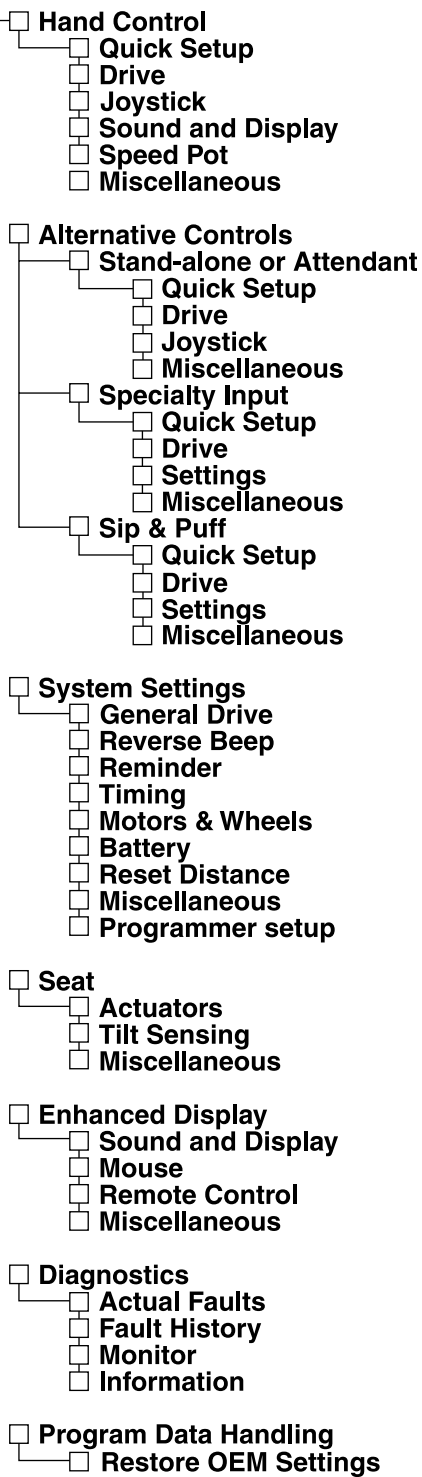 Hand Control
Quick Setup
Drive
Joystick
Sound and Display
Speed Pot
Miscellaneous
Alternative Controls
Stand-alone or Attendant
Quick Setup
Drive
Joystick
Miscellaneous
Specialty Input
Quick Setup
Drive
Settings
Miscellaneous
Sip & Puff
Quick Setup
Drive
Settings
Miscellaneous
System Settings
General Drive
Reverse Beep
Reminder
Timing
Motors & Wheels
Battery
Reset Distance
Miscellaneous
Programmer setup
Seat
Actuators
Tilt Sensing
Miscellaneous
Enhanced Display
Sound and Display
Mouse
Remote Control
Miscellaneous
Diagnostics
Actual Faults
Fault History
Monitor
Information
Program Data Handling
Restore OEM Settings